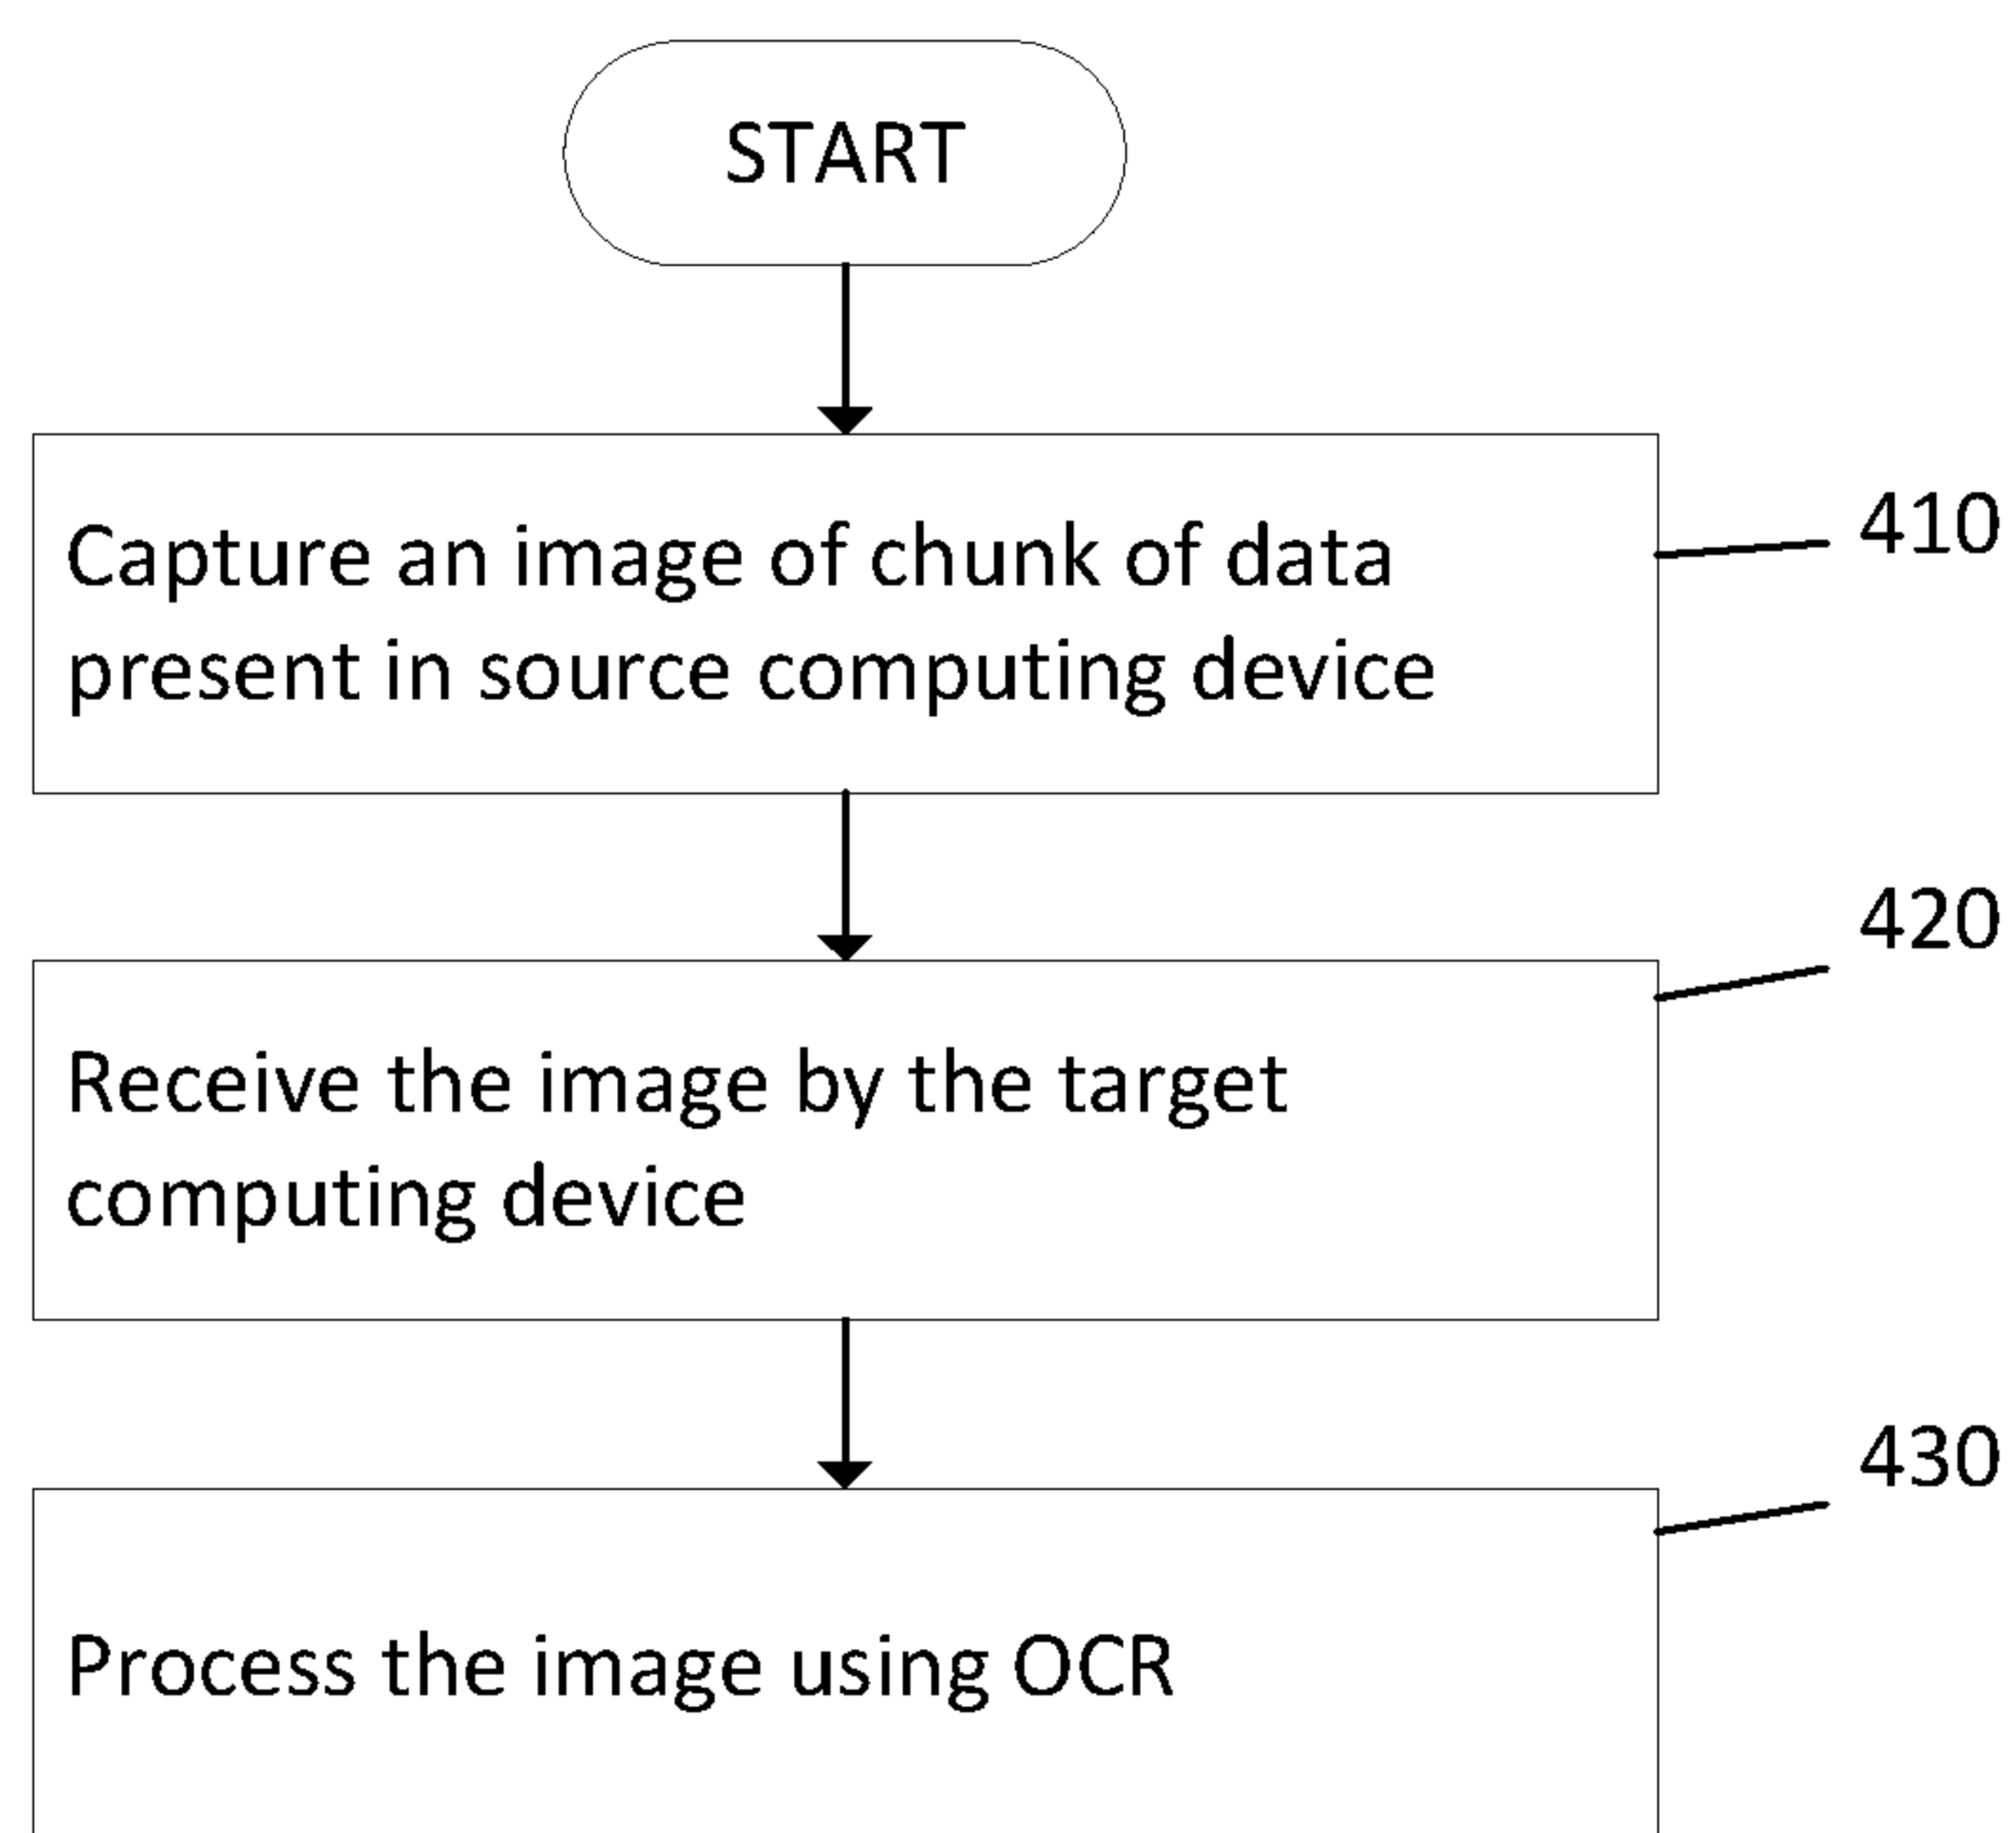 START
410
Capture an image of chunk of data
present in source computing device
420
Receive the image by the target
computing device
430
Process the image using OCR